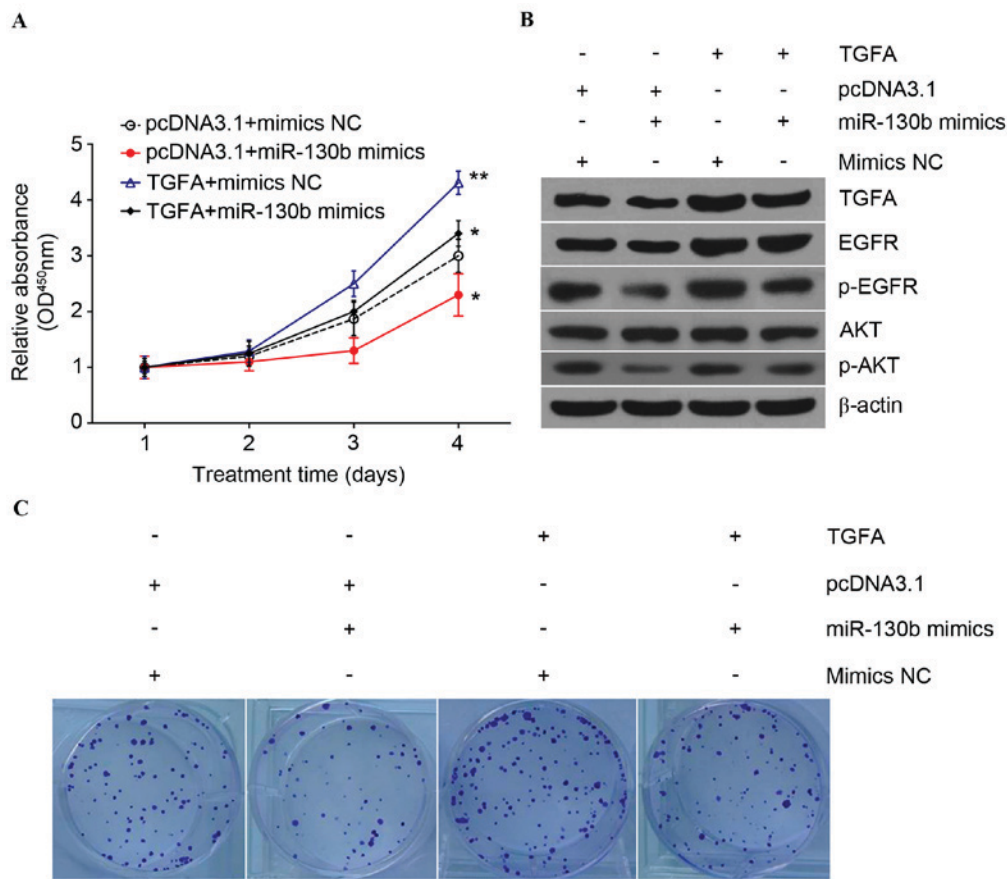 A
pcDNA3.1+mimics NC
pcDNA3.1+miR-130b mimics
TGFA+mimics NC
TGFA+miR-130b mimics
Relative absorbance
(OD⁴⁵⁰nm)
5
4
3
2
1
0
**
*
*
1 2 3 4
Treatment time (days)
B
- - + + TGFA
+ + - - pcDNA3.1
- + - + miR-130b mimics
+ - + - Mimics NC
TGFA
EGFR
p-EGFR
AKT
p-AKT
β-actin
C
- - + + TGFA
+ + - - pcDNA3.1
- + - + miR-130b mimics
+ - + - Mimics NC